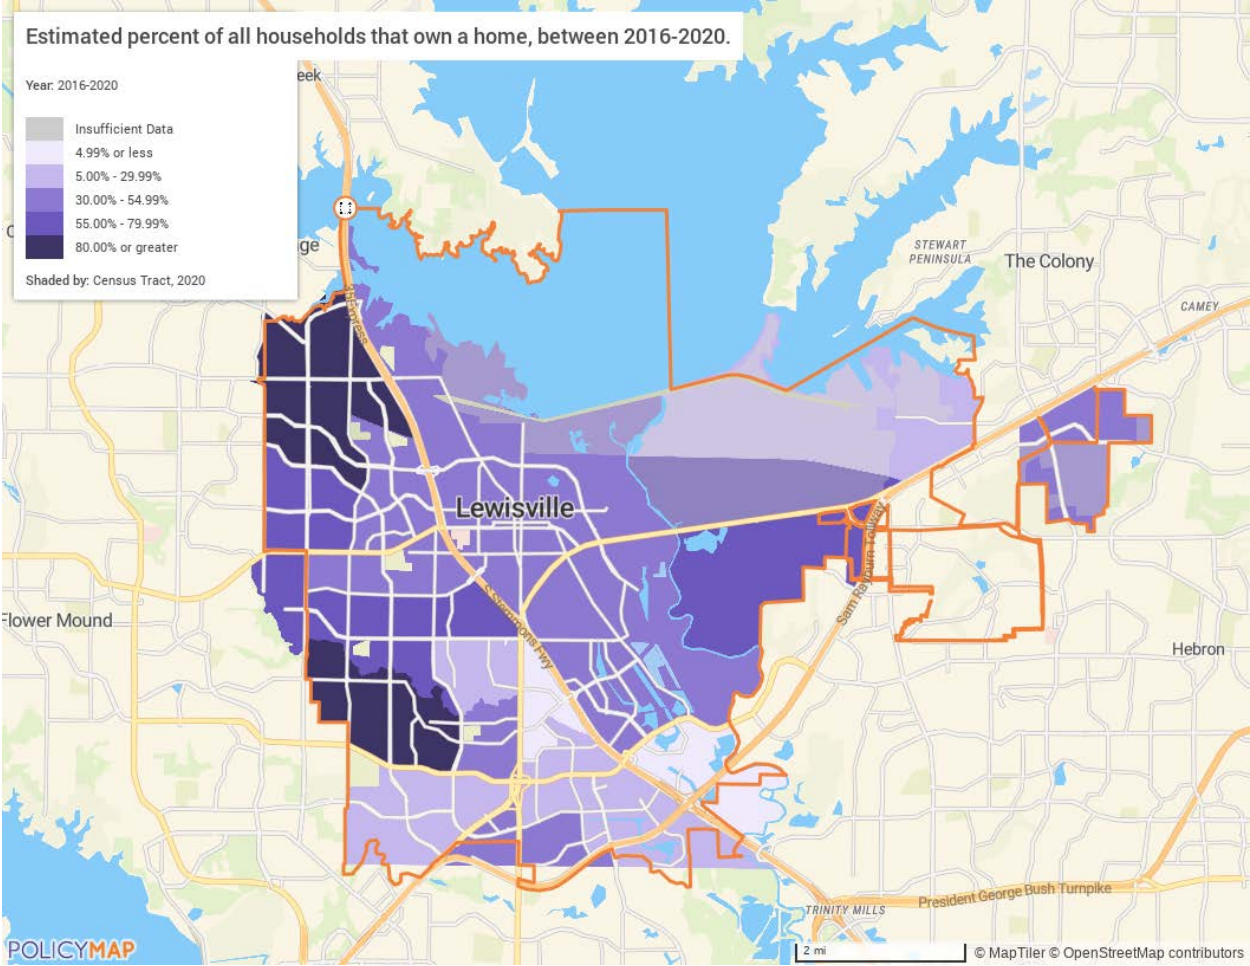 Estimated percent of all households that own a home, between 2016-2020.
Year: 2016-2020
eek
Insufficient Data
4.99% or less
5.00% - 29.99%
30.00% - 54.99%
55.00% - 79.99%
80.00% or greater
ge
Shaded by: Census Tract, 2020
STEWART
PENINSULA
The Colony
CAMEY
Lewisville
S Stemmons Fwy
Sam Rayburn Tollway
Flower Mound
Hebron
President George Bush Turnpike
TRINITY MILLS
POLICYMAP
2 mi
© MapTiler © OpenStreetMap contributors